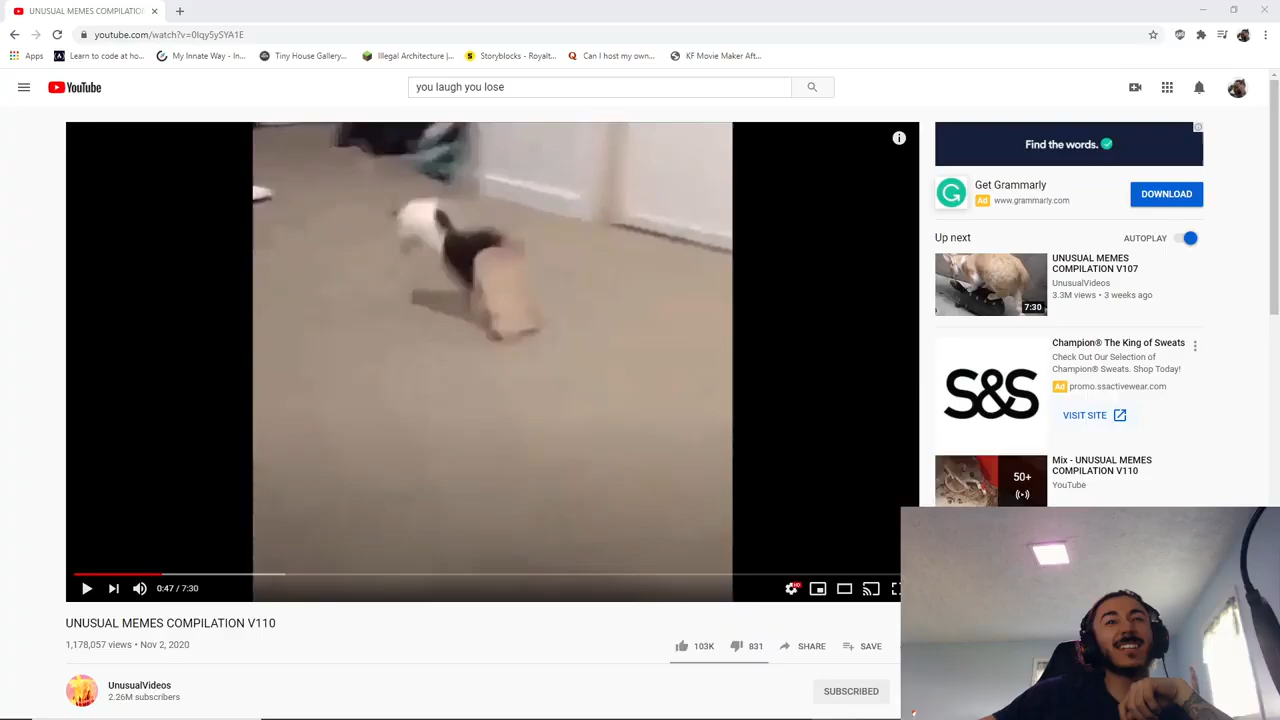 UNUSUAL MEMES COMPILATION
youtube.com/watch?v=0Iqy5ySYA1E
Apps
Learn to code at ho...
My Innate Way - In...
Tiny House Gallery...
Illegal Architecture |...
Storyblocks - Royalt...
Can I host my own...
KF Movie Maker Aft...
YouTube
you laugh you lose
Find the words.
Get Grammarly
Ad www.grammarly.com
DOWNLOAD
Up next
AUTOPLAY
UNUSUAL MEMES
COMPILATION V107
UnusualVideos
3.3M views • 3 weeks ago
7:30
Champion® The King of Sweats
Check Out Our Selection of
Champion® Sweats. Shop Today!
Ad promo.ssactivewear.com
VISIT SITE
S&S
Mix - UNUSUAL MEMES
COMPILATION V110
YouTube
50+
0:47 / 7:30
HD
UNUSUAL MEMES COMPILATION V110
1,178,057 views • Nov 2, 2020
103K
831
SHARE
SAVE
UnusualVideos
2.26M subscribers
SUBSCRIBED